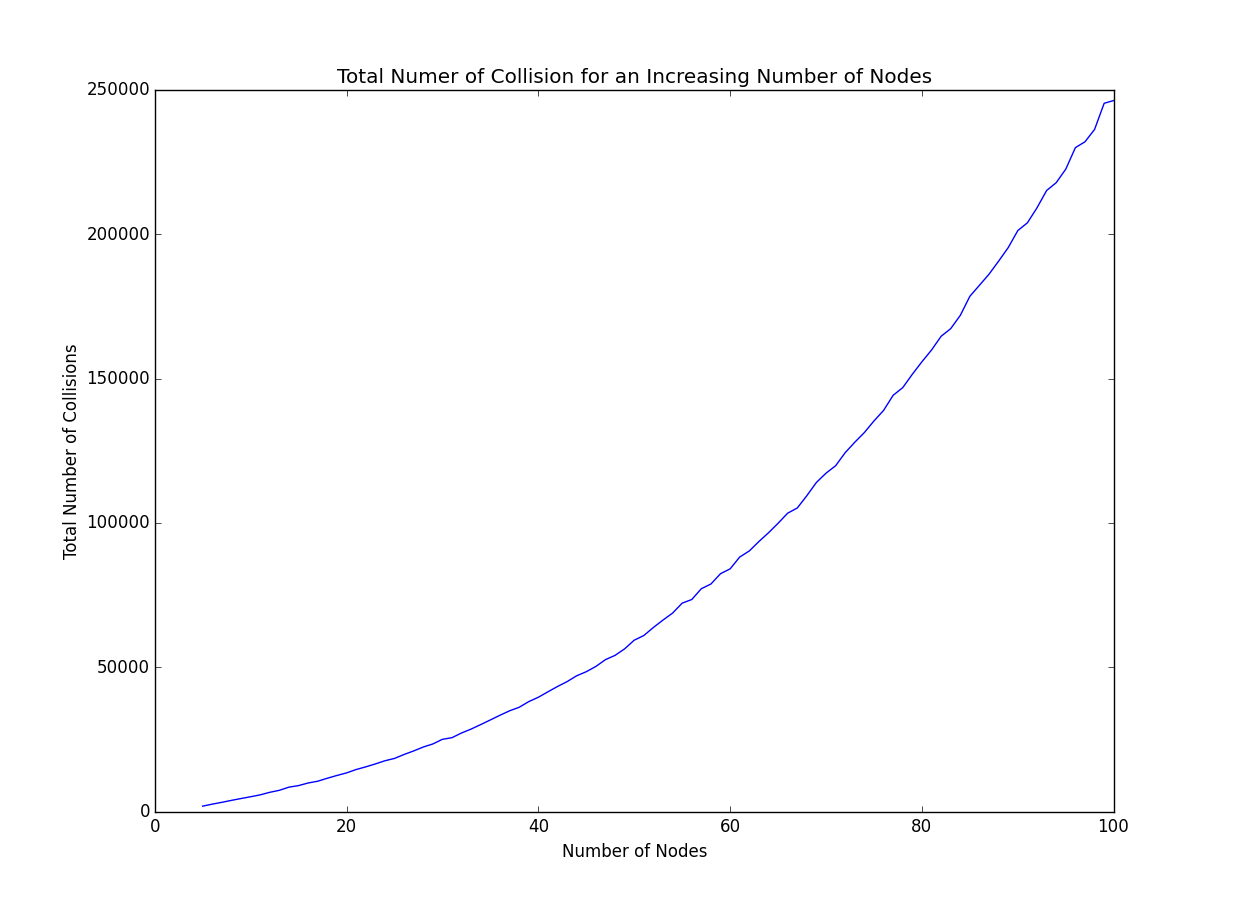 Total Numer of Collision for an Increasing Number of Nodes
250000
200000
150000
100000
50000
0
Total Number of Collisions
0 20 40 60 80 100
Number of Nodes